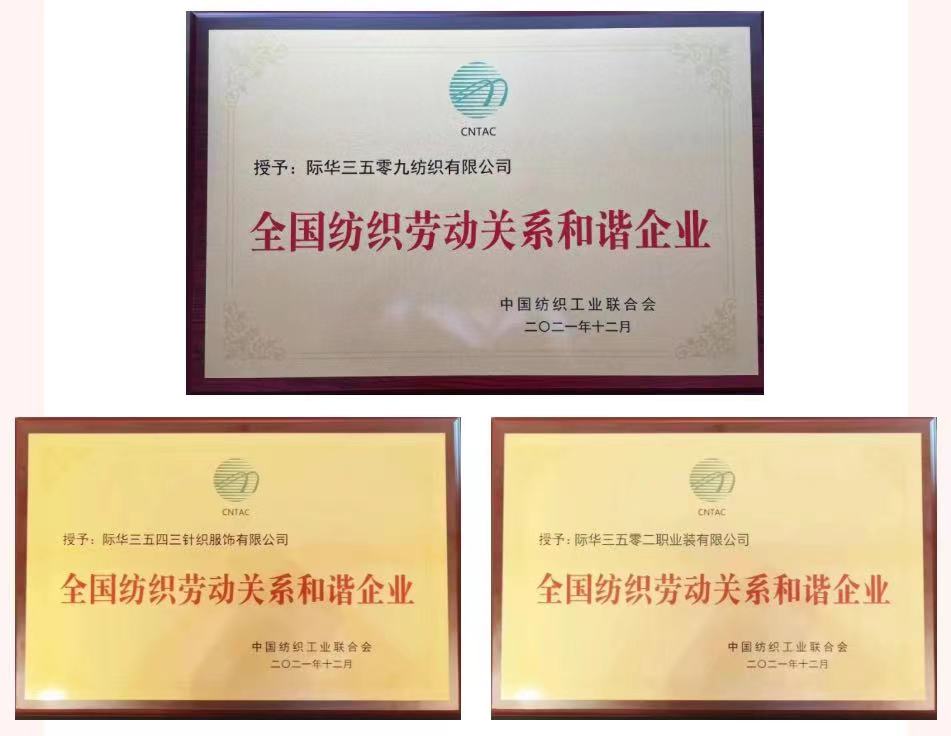 CNTAC
授予：际华三五零九纺织有限公司
全国纺织劳动关系和谐企业
中国纺织工业联合会
二〇二一年十二月
CNTAC
授予：际华三五四三针织服饰有限公司
全国纺织劳动关系和谐企业
中国纺织工业联合会
二〇二一年十二月
CNTAC
授予：际华三五零二职业装有限公司
全国纺织劳动关系和谐企业
中国纺织工业联合会
二〇二一年十二月